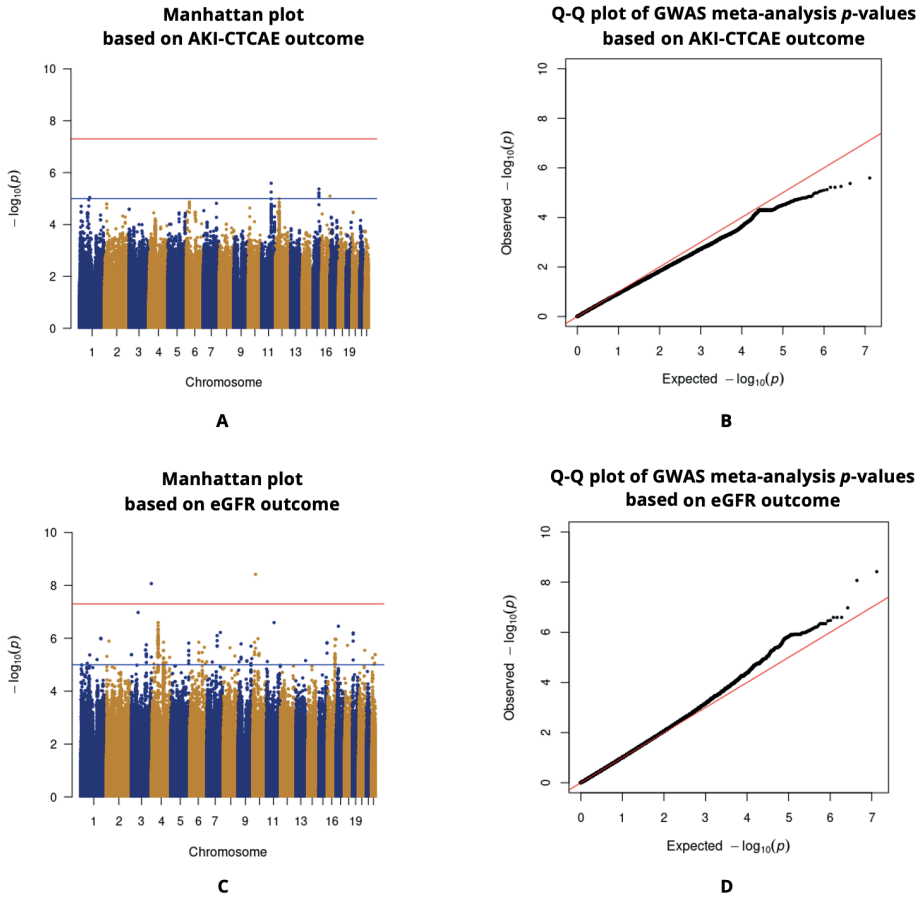 Manhattan plot
based on AKI-CTCAE outcome
10
8
6
4
2
0
− log₁₀(p)
1 2 3 4 5 6 7 9 11 13 16 19
Chromosome
A
Q-Q plot of GWAS meta-analysis p-values
based on AKI-CTCAE outcome
10
8
6
4
2
0
Observed − log₁₀(p)
0 1 2 3 4 5 6 7
Expected − log₁₀(p)
B
Manhattan plot
based on eGFR outcome
10
8
6
4
2
0
− log₁₀(p)
1 2 3 4 5 6 7 9 11 13 16 19
Chromosome
C
Q-Q plot of GWAS meta-analysis p-values
based on eGFR outcome
10
8
6
4
2
0
Observed − log₁₀(p)
0 1 2 3 4 5 6 7
Expected − log₁₀(p)
D